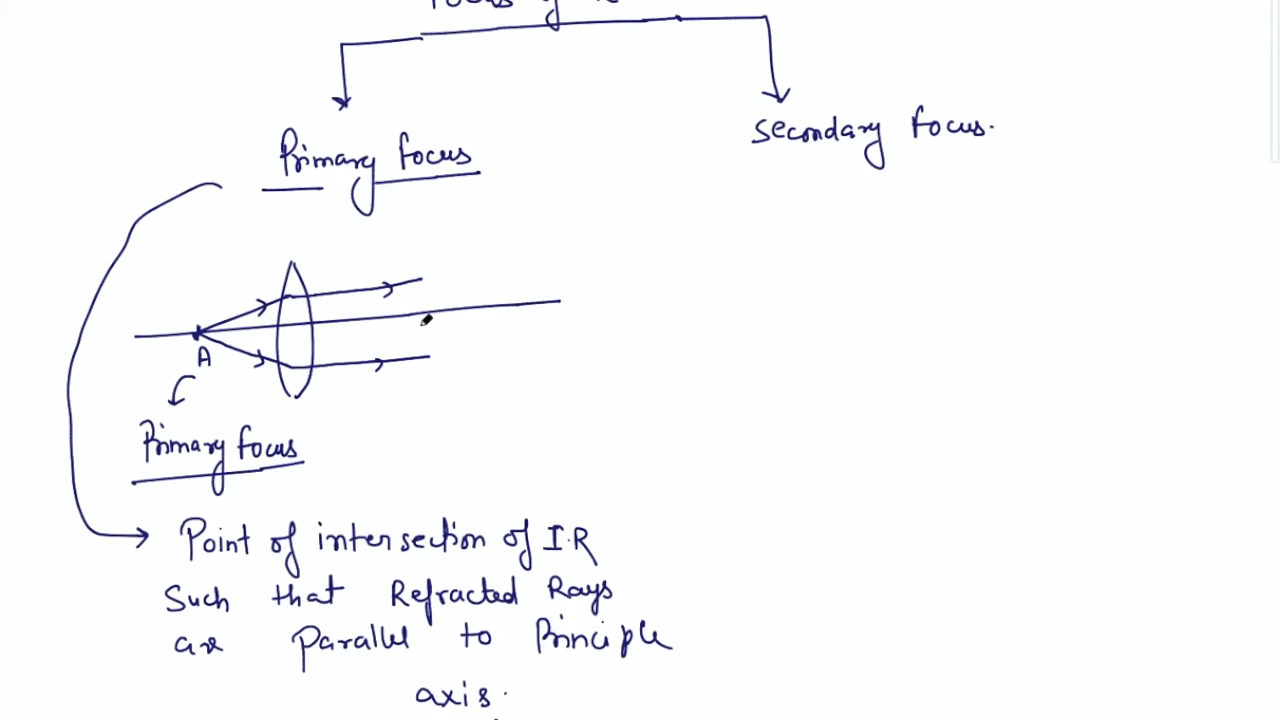 Primary focus
Secondary focus.
A
Primary focus
Point of intersection of I.R
Such that Refracted Rays
are Parallel to Principle
axis.